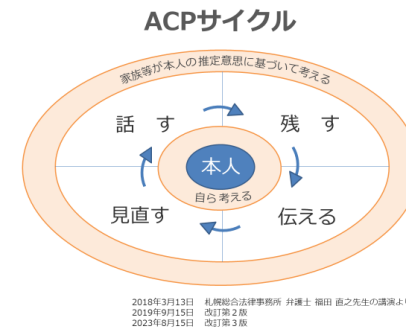 ACPサイクル
家族等が本人の推定意思に基づいて考える
話　す
残　す
本人
自ら考える
見直す
伝える
2018年3月13日　札幌総合法律事務所 弁護士 福田 直之先生の講演より
2019年9月15日　改訂第２版
2023年8月15日　改訂第３版